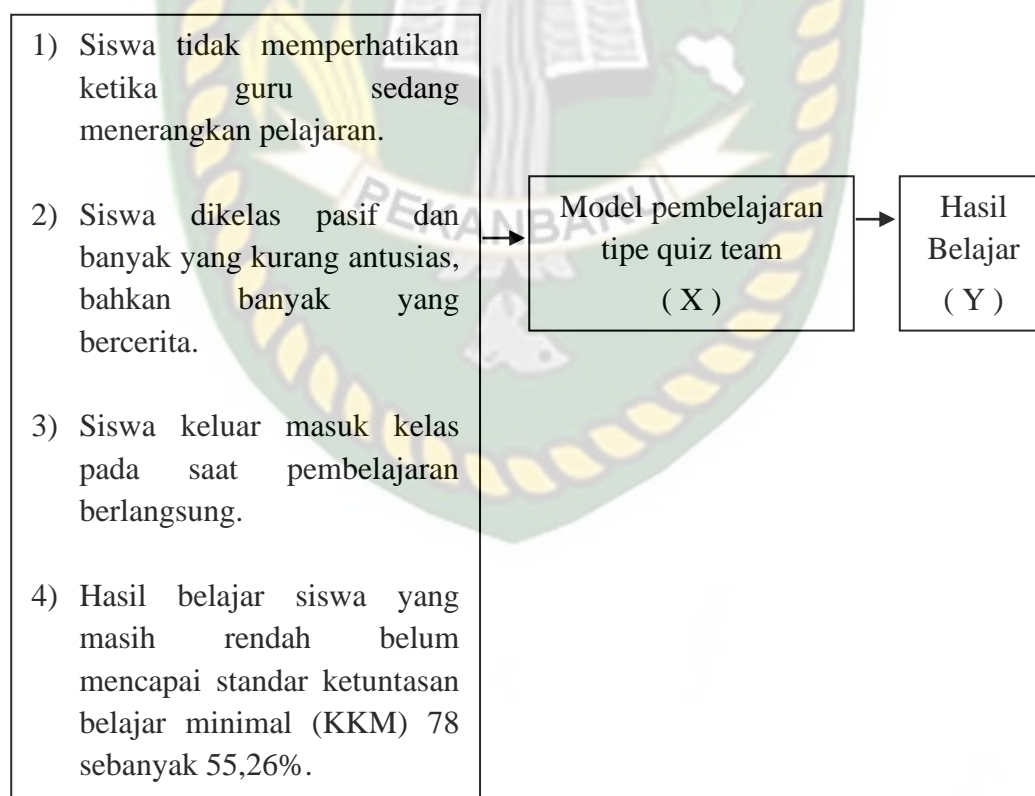 1) Siswa tidak memperhatikan
ketika guru sedang
menerangkan pelajaran.
2) Siswa dikelas pasif dan
banyak yang kurang antusias,
bahkan banyak yang
bercerita.
3) Siswa keluar masuk kelas
pada saat pembelajaran
berlangsung.
4) Hasil belajar siswa yang
masih rendah belum
mencapai standar ketuntasan
belajar minimal (KKM) 78
sebanyak 55,26%.
PEKANBARU
Model pembelajaran
tipe quiz team
( X )
Hasil
Belajar
( Y )